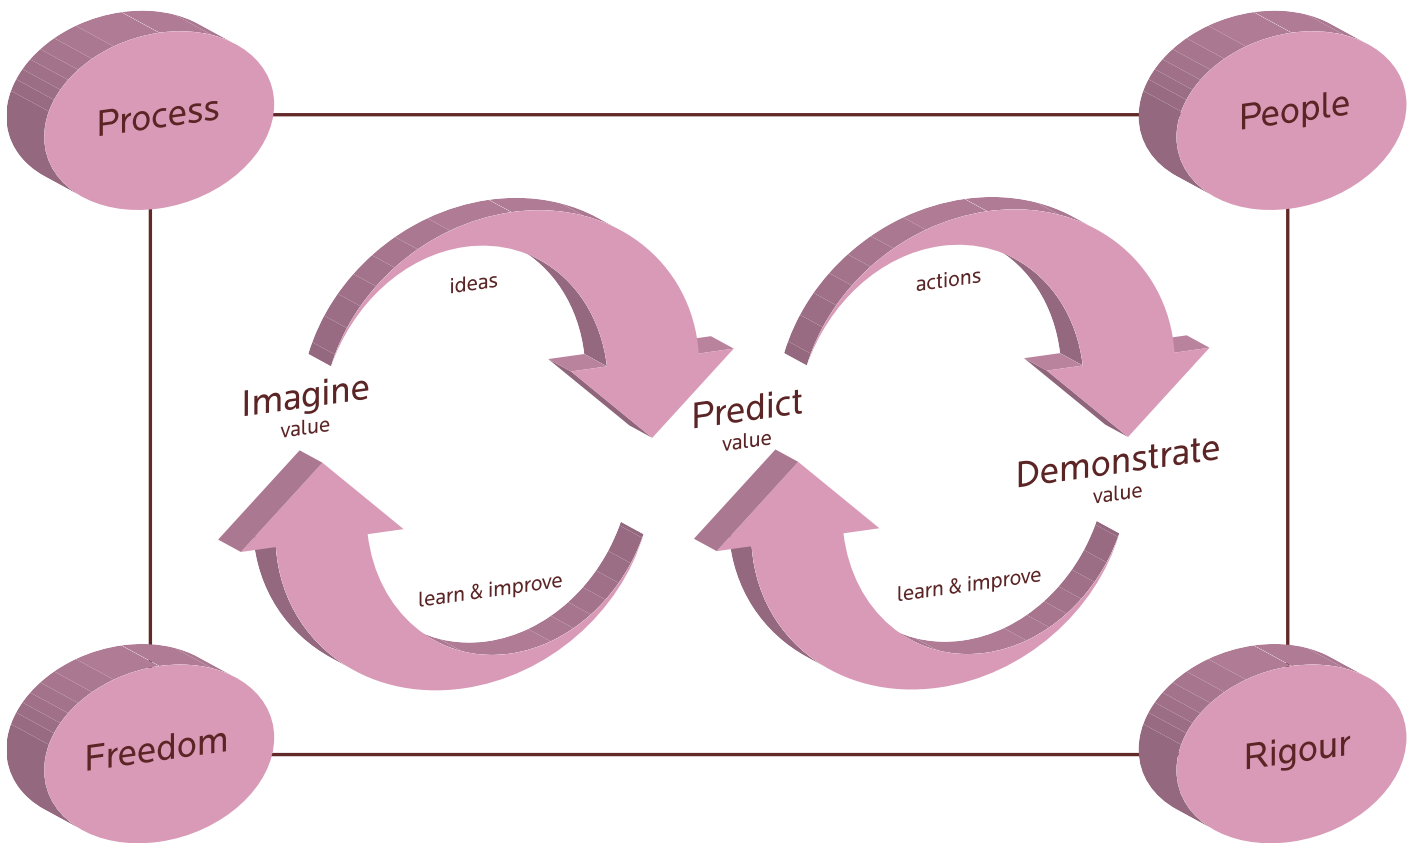 Process
People
ideas
actions
Imagine
value
Predict
value
Demonstrate
value
learn & improve
learn & improve
Freedom
Rigour